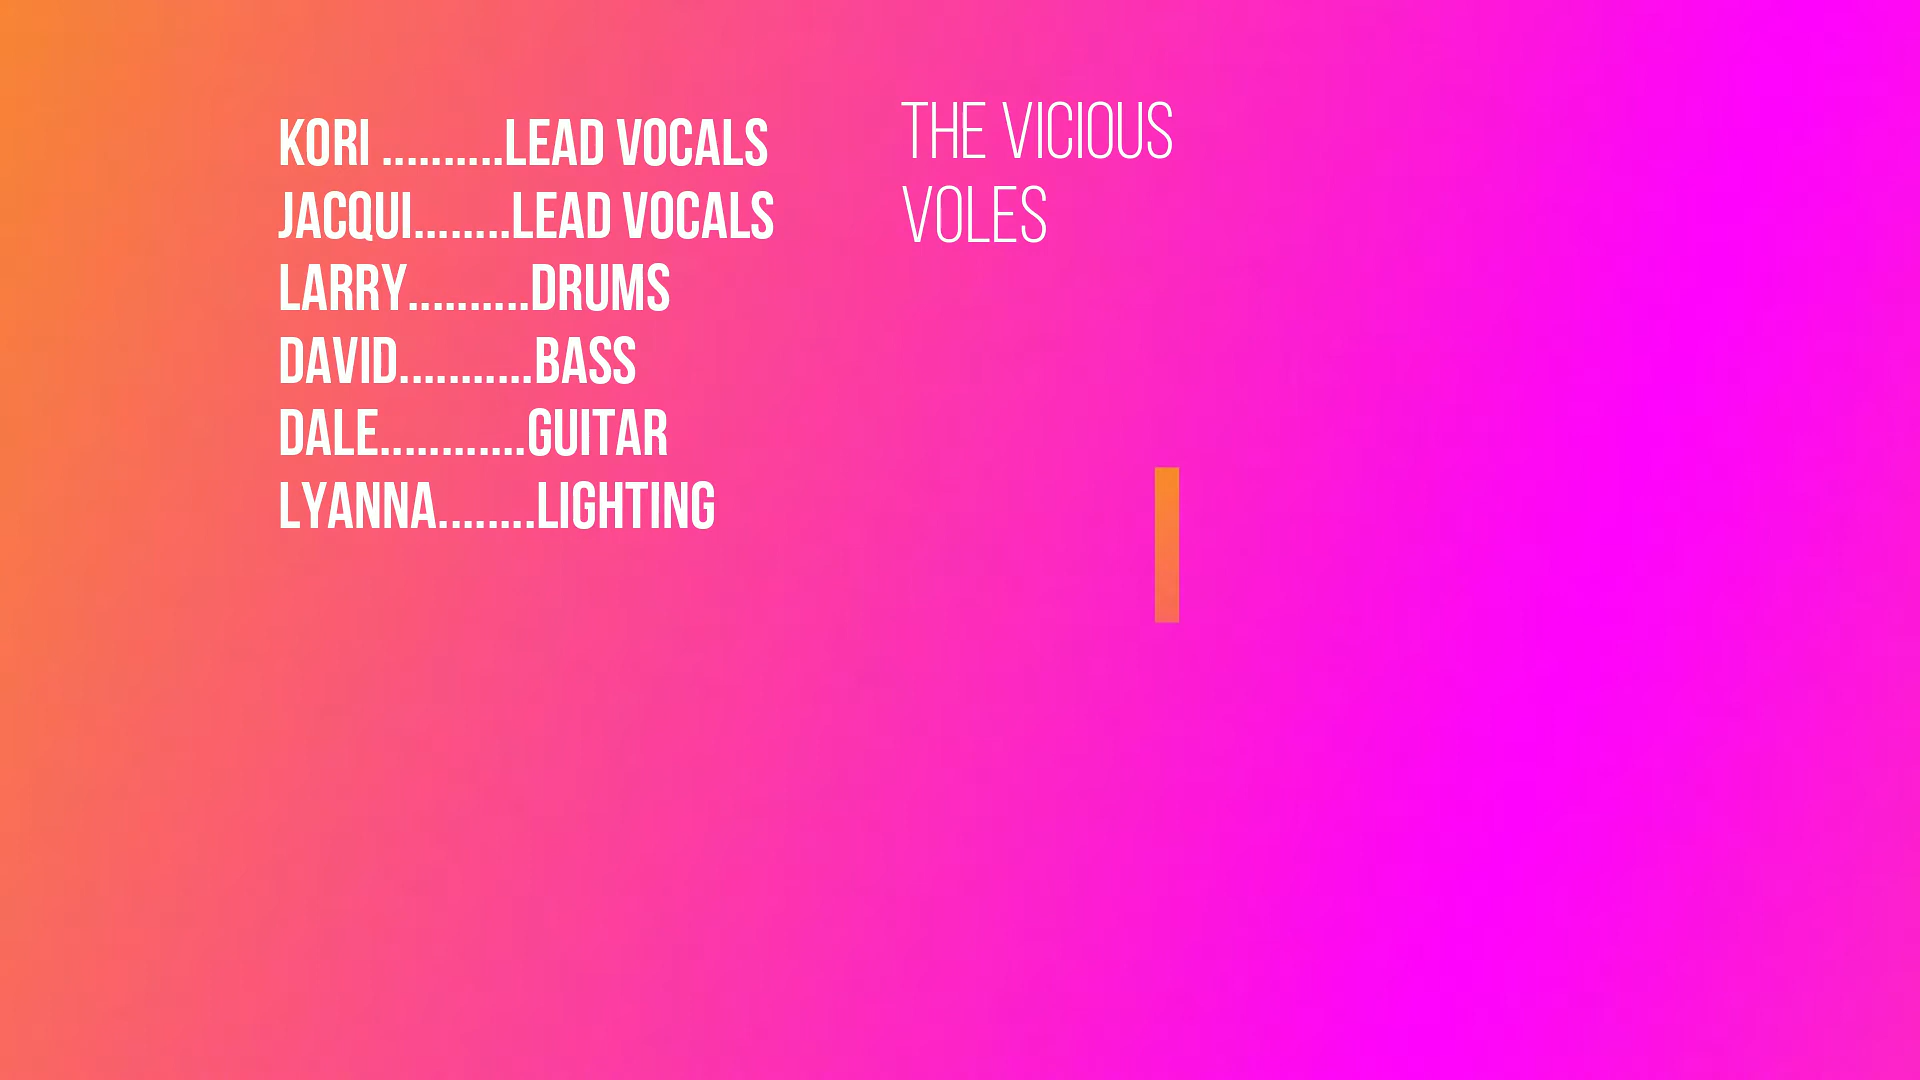 KORI ..........LEAD VOCALS
JACQUI........LEAD VOCALS
LARRY..........DRUMS
DAVID...........BASS
DALE............GUITAR
LYANNA........LIGHTING
THE VICIOUS
VOLES